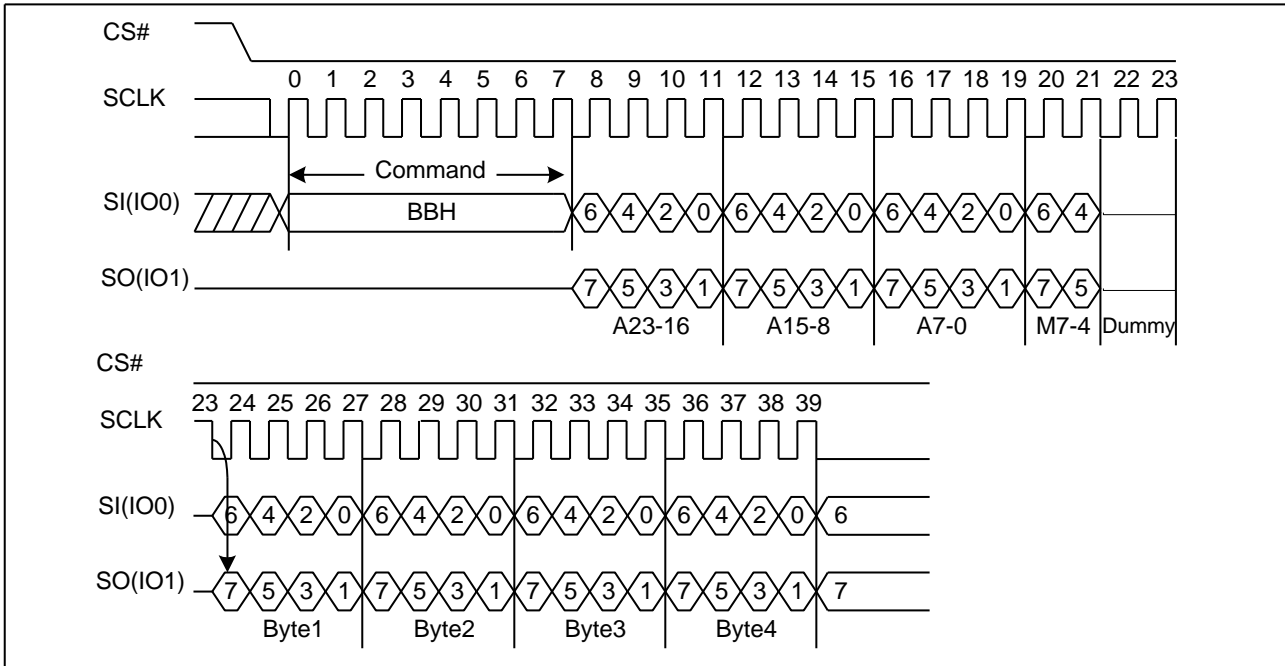 CS#
0 1 2 3 4 5 6 7 8 9 10 11 12 13 14 15 16 17 18 19 20 21 22 23
SCLK
Command
SI(IO0) BBH 6 4 2 0 6 4 2 0 6 4 2 0 6 4
SO(IO1) 7 5 3 1 7 5 3 1 7 5 3 1 7 5
A23-16 A15-8 A7-0 M7-4 Dummy
CS#
23 24 25 26 27 28 29 30 31 32 33 34 35 36 37 38 39
SCLK
SI(IO0) 6 4 2 0 6 4 2 0 6 4 2 0 6 4 2 0 6
SO(IO1) 7 5 3 1 7 5 3 1 7 5 3 1 7 5 3 1 7
Byte1 Byte2 Byte3 Byte4